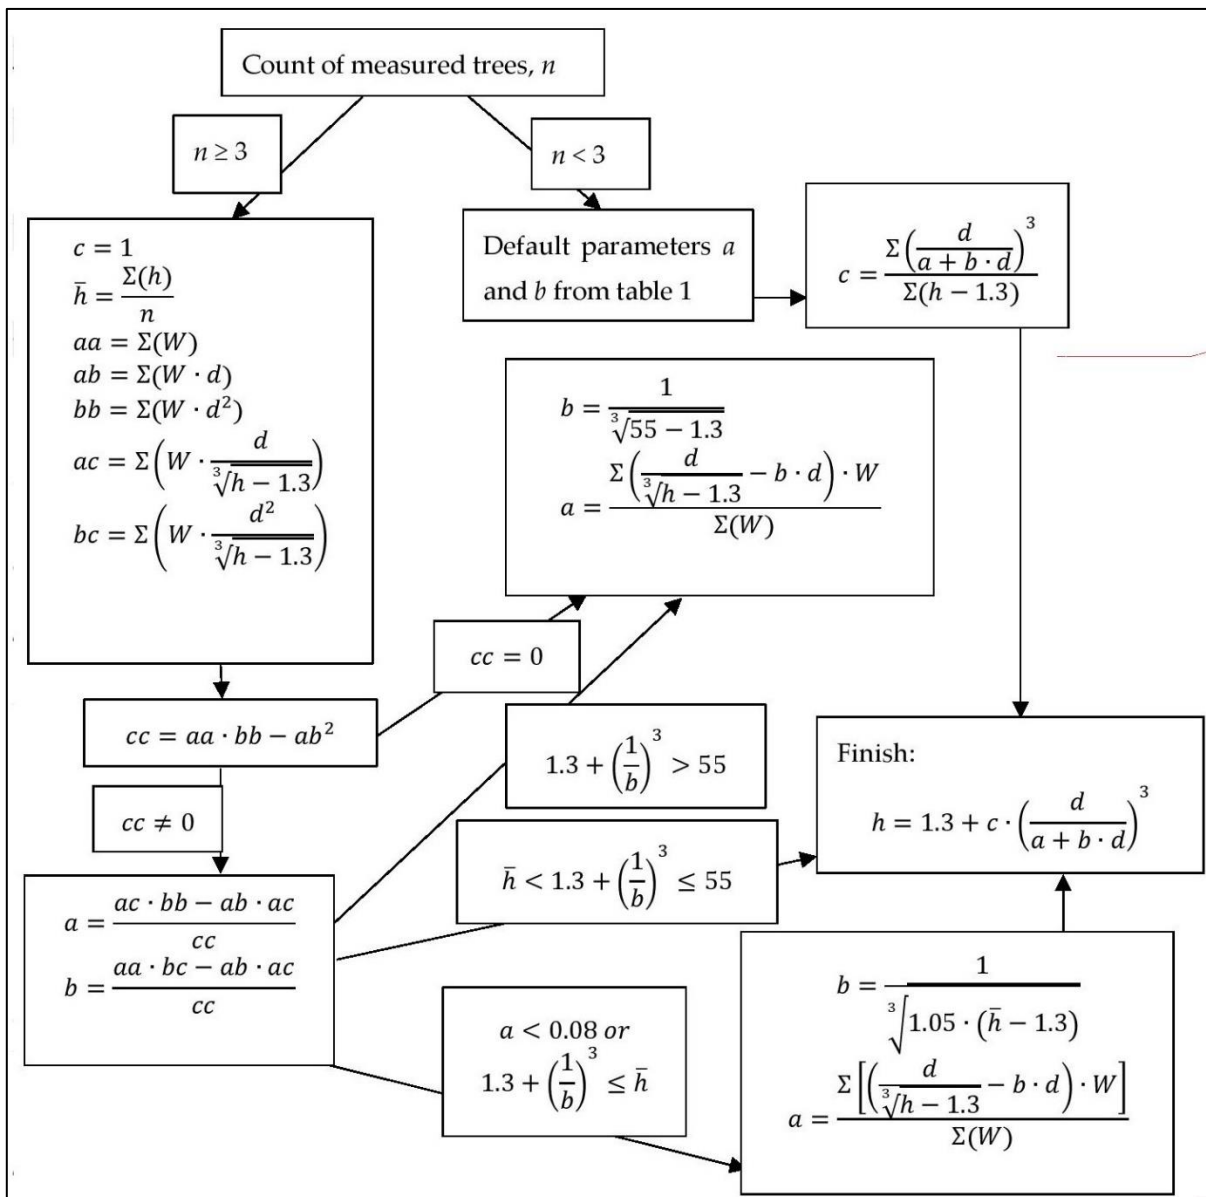 Count of measured trees, n
n ≥ 3
n < 3
c = 1
h̄ = Σ(h) / n
aa = Σ(W)
ab = Σ(W · d)
bb = Σ(W · d²)
ac = Σ(W · d / ∛(h − 1.3))
bc = Σ(W · d² / ∛(h − 1.3))
Default parameters a
and b from table 1
c = Σ(d / (a + b · d))³ / Σ(h − 1.3)
b = 1 / ∛(55 − 1.3)
a = Σ(d / ∛(h − 1.3) − b · d) · W / Σ(W)
cc = 0
cc = aa · bb − ab²
cc ≠ 0
1.3 + (1/b)³ > 55
h̄ < 1.3 + (1/b)³ ≤ 55
Finish:
h = 1.3 + c · (d / (a + b · d))³
a = (ac · bb − ab · ac) / cc
b = (aa · bc − ab · ac) / cc
a < 0.08 or
1.3 + (1/b)³ ≤ h̄
b = 1 / ∛(1.05 · (h̄ − 1.3))
a = Σ[(d / ∛(h − 1.3) − b · d) · W] / Σ(W)